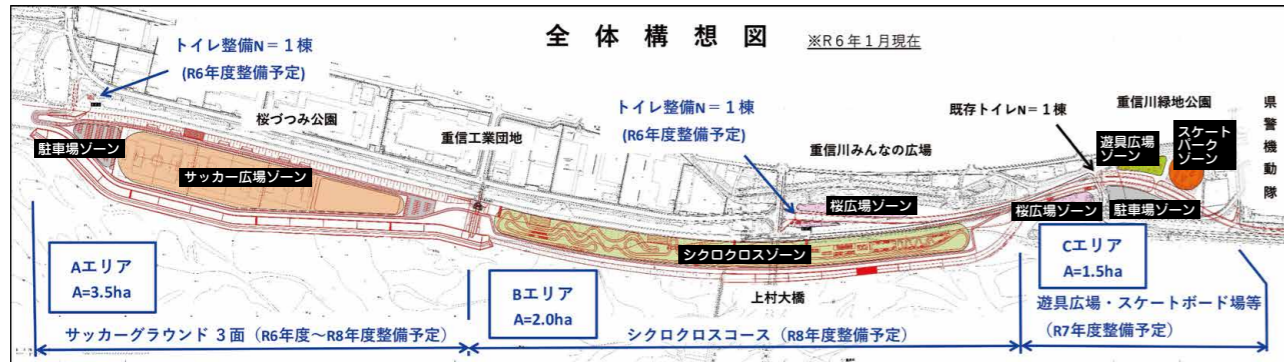 全体構想図
※R６年１月現在
トイレ整備N＝１棟
(R6年度整備予定)
桜づつみ公園
重信工業団地
トイレ整備N＝１棟
(R6年度整備予定)
重信川みんなの広場
既存トイレN＝１棟
重信川緑地公園
県警機動隊
遊具広場
ゾーン
スケート
パーク
ゾーン
駐車場ゾーン
サッカー広場ゾーン
桜広場ゾーン
桜広場ゾーン
駐車場ゾーン
シクロクロスゾーン
上村大橋
Aエリア
A=3.5ha
Bエリア
A=2.0ha
Cエリア
A=1.5ha
サッカーグラウンド ３面（R6年度～R8年度整備予定）
シクロクロスコース（R8年度整備予定）
遊具広場・スケートボード場等
（R7年度整備予定）